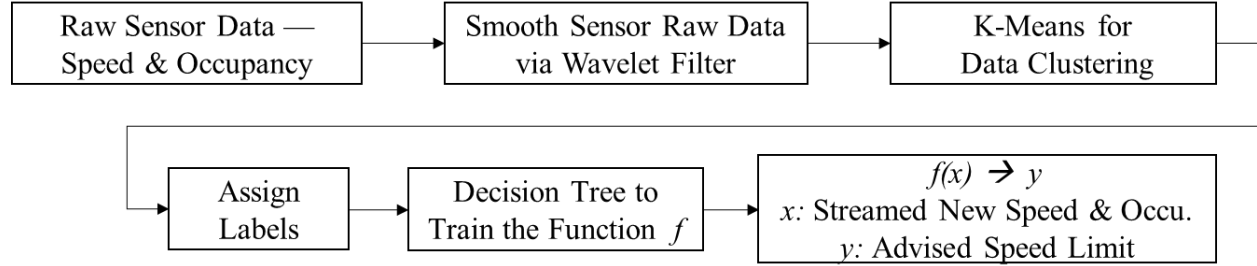 Raw Sensor Data —
Speed & Occupancy
Smooth Sensor Raw Data
via Wavelet Filter
K-Means for
Data Clustering
Assign
Labels
Decision Tree to
Train the Function f
f(x) → y
x: Streamed New Speed & Occu.
y: Advised Speed Limit